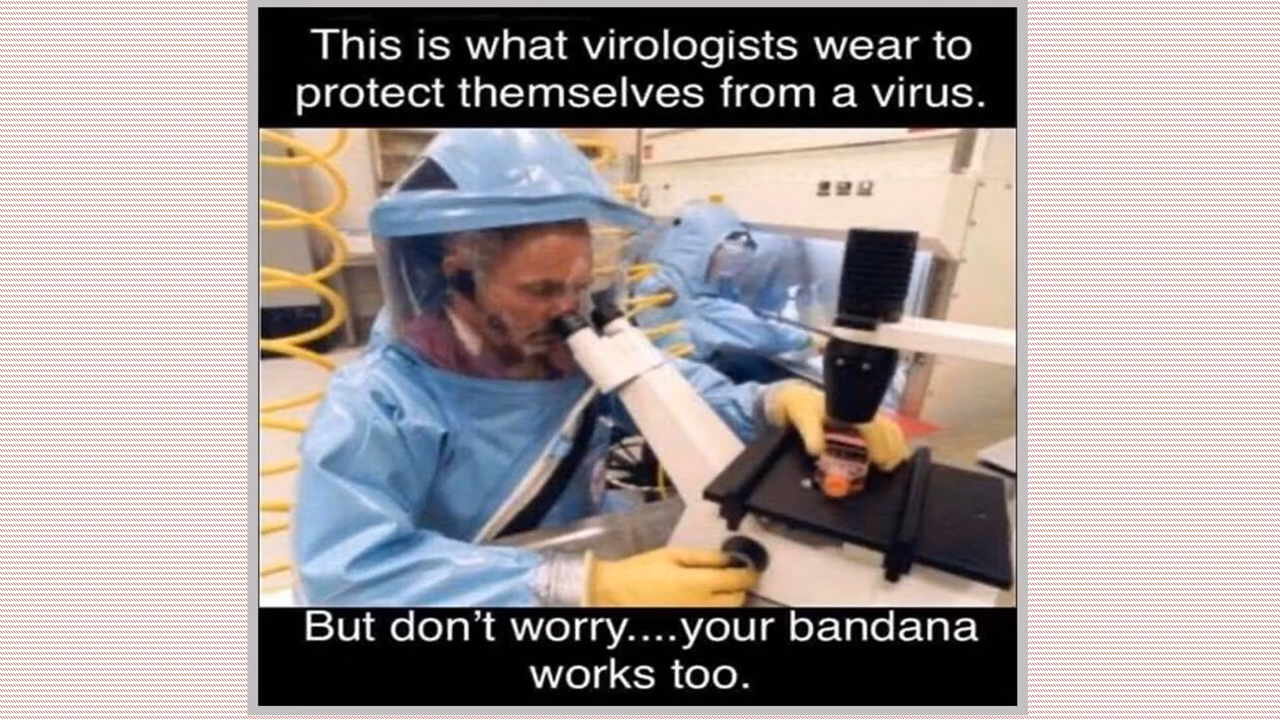 This is what virologists wear to
protect themselves from a virus.
But don't worry....your bandana
works too.